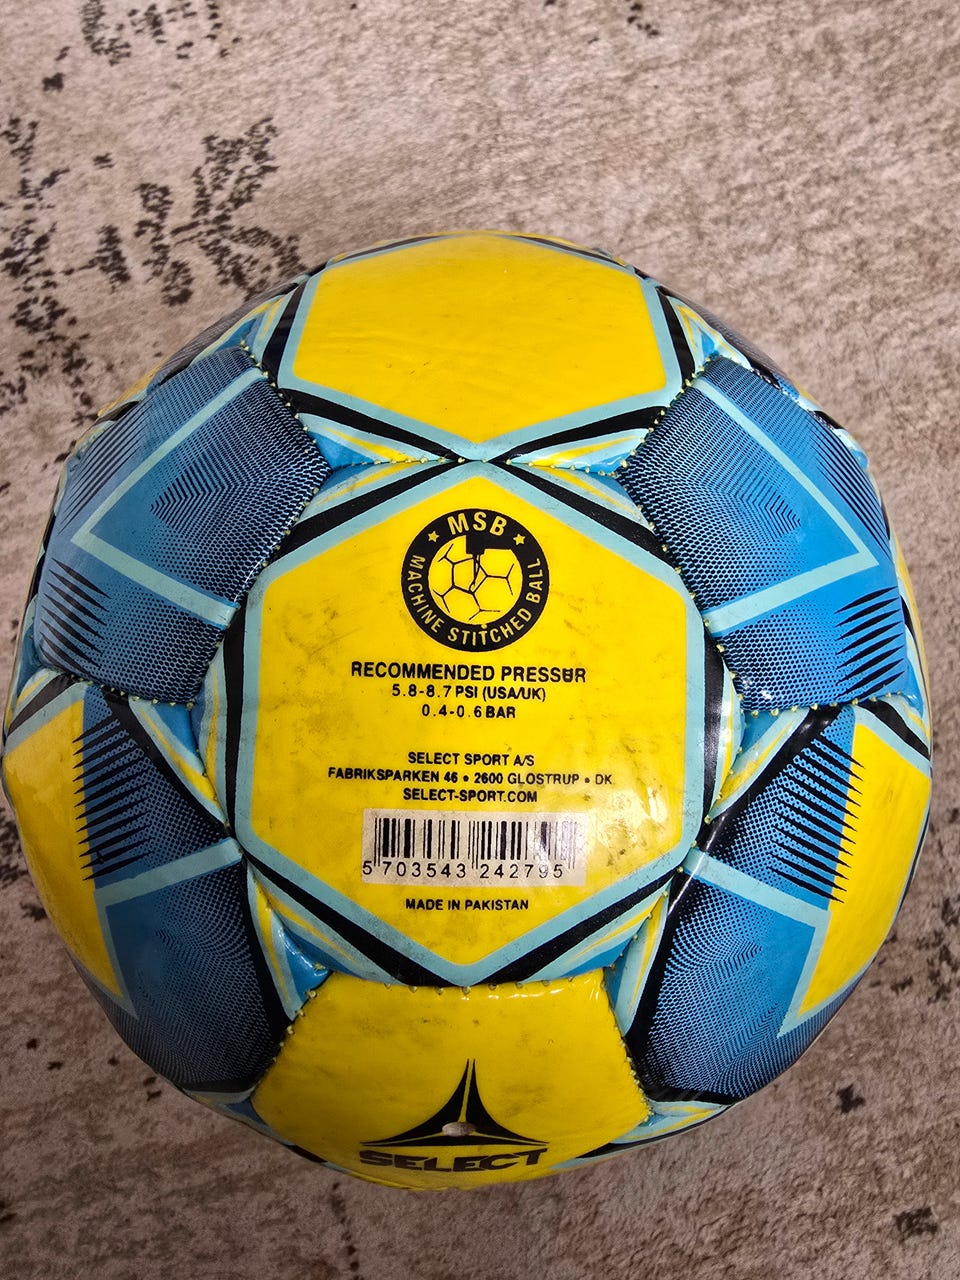 MSB
MACHINE STITCHED BALL
RECOMMENDED PRESSUR
5.8-8.7 PSI (USA/UK)
0.4-0.6 BAR
SELECT SPORT A/S
FABRIKSPARKEN 46 • 2600 GLOSTRUP • DK
SELECT-SPORT.COM
5 703543 242795
MADE IN PAKISTAN
SELECT